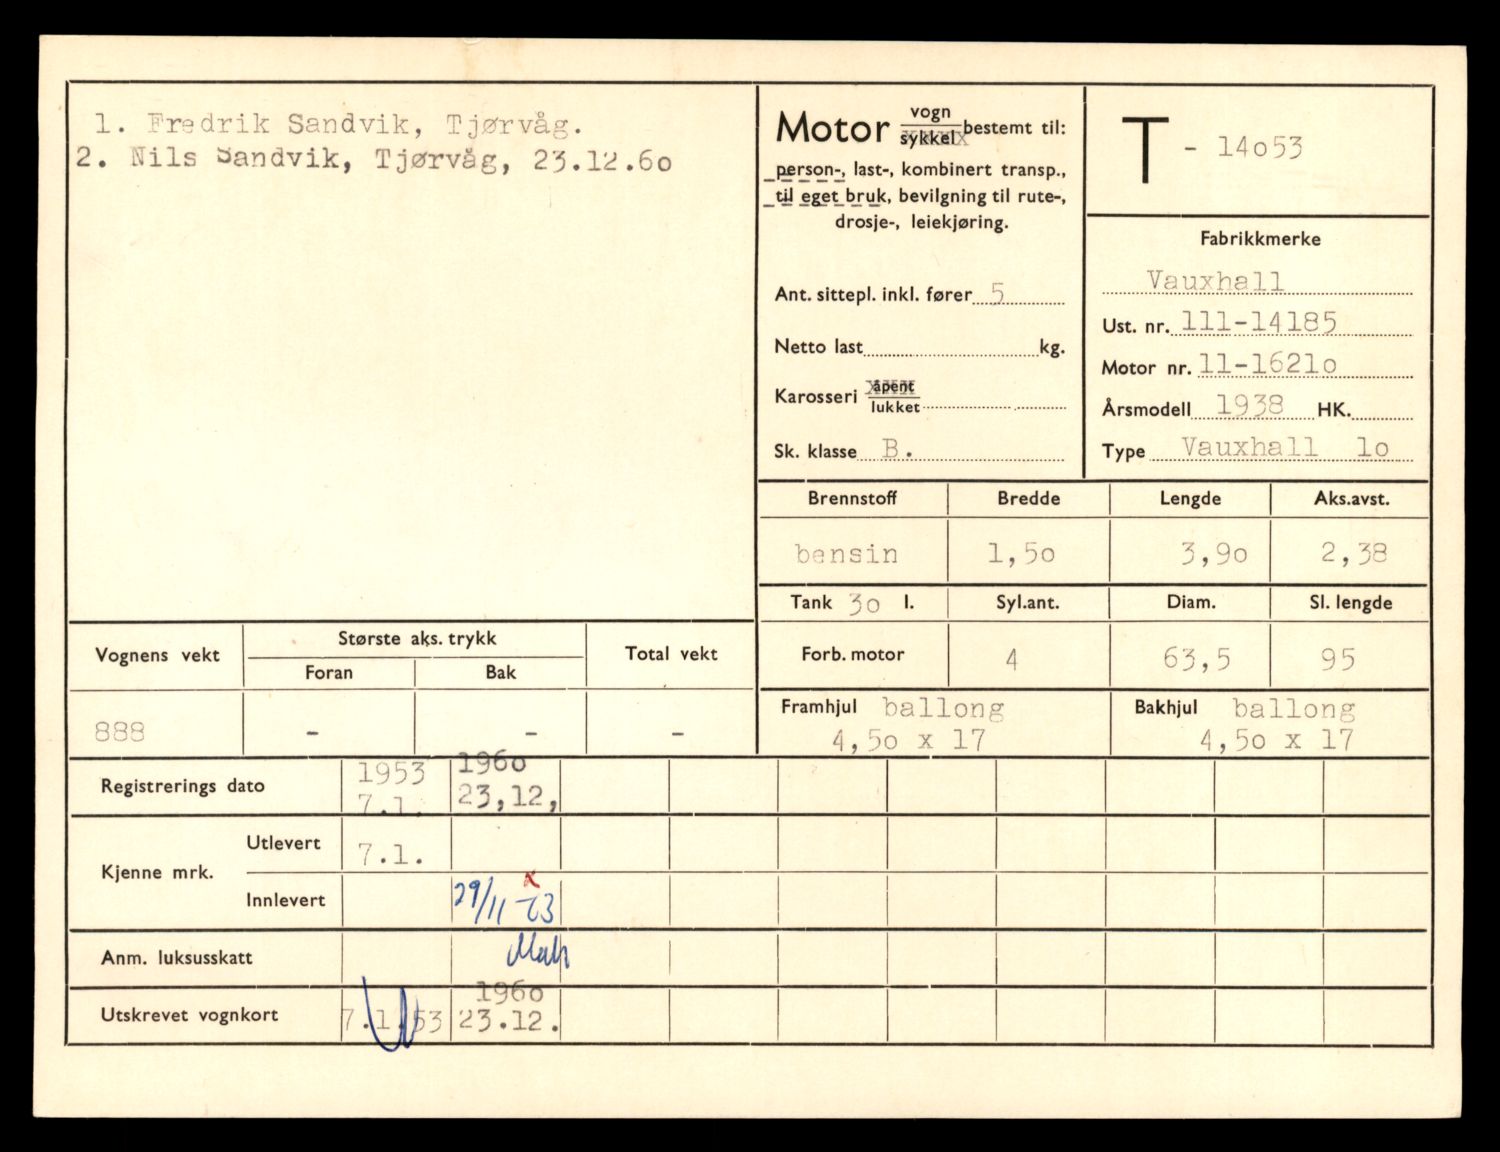 1. Fredrik Sandvik, Tjørvåg.
2. Nils Sandvik, Tjørvåg, 23.12.6o
Motor vogn
sykkel bestemt til:
person-, last-, kombinert transp.,
til eget bruk, bevilgning til rute-,
drosje-, leiekjøring.
Ant. sittepl. inkl. fører 5
Netto last kg.
Karosseri åpent
lukket
Sk. klasse B.
T - 14o53
Fabrikkmerke
Vauxhall
Ust. nr. 111-14185
Motor nr. 11-1621o
Årsmodell 1938 HK.
Type Vauxhall 1o
Brennstoff Bredde Lengde Aks.avst.
bensin 1,5o 3,9o 2,38
Tank 3o l. Syl.ant. Diam. Sl. lengde
Forb. motor 4 63,5 95
Framhjul ballong Bakhjul ballong
4,5o x 17 4,5o x 17
Vognens vekt Største aks. trykk Total vekt
Foran Bak
888 - - -
Registrerings dato 1953 196o
7.1. 23,12,
Kjenne mrk. Utlevert 7.1.
Innlevert 29/11 - 63 x
Anm. luksusskatt
Utskrevet vognkort 196o
7.1.53 23.12.